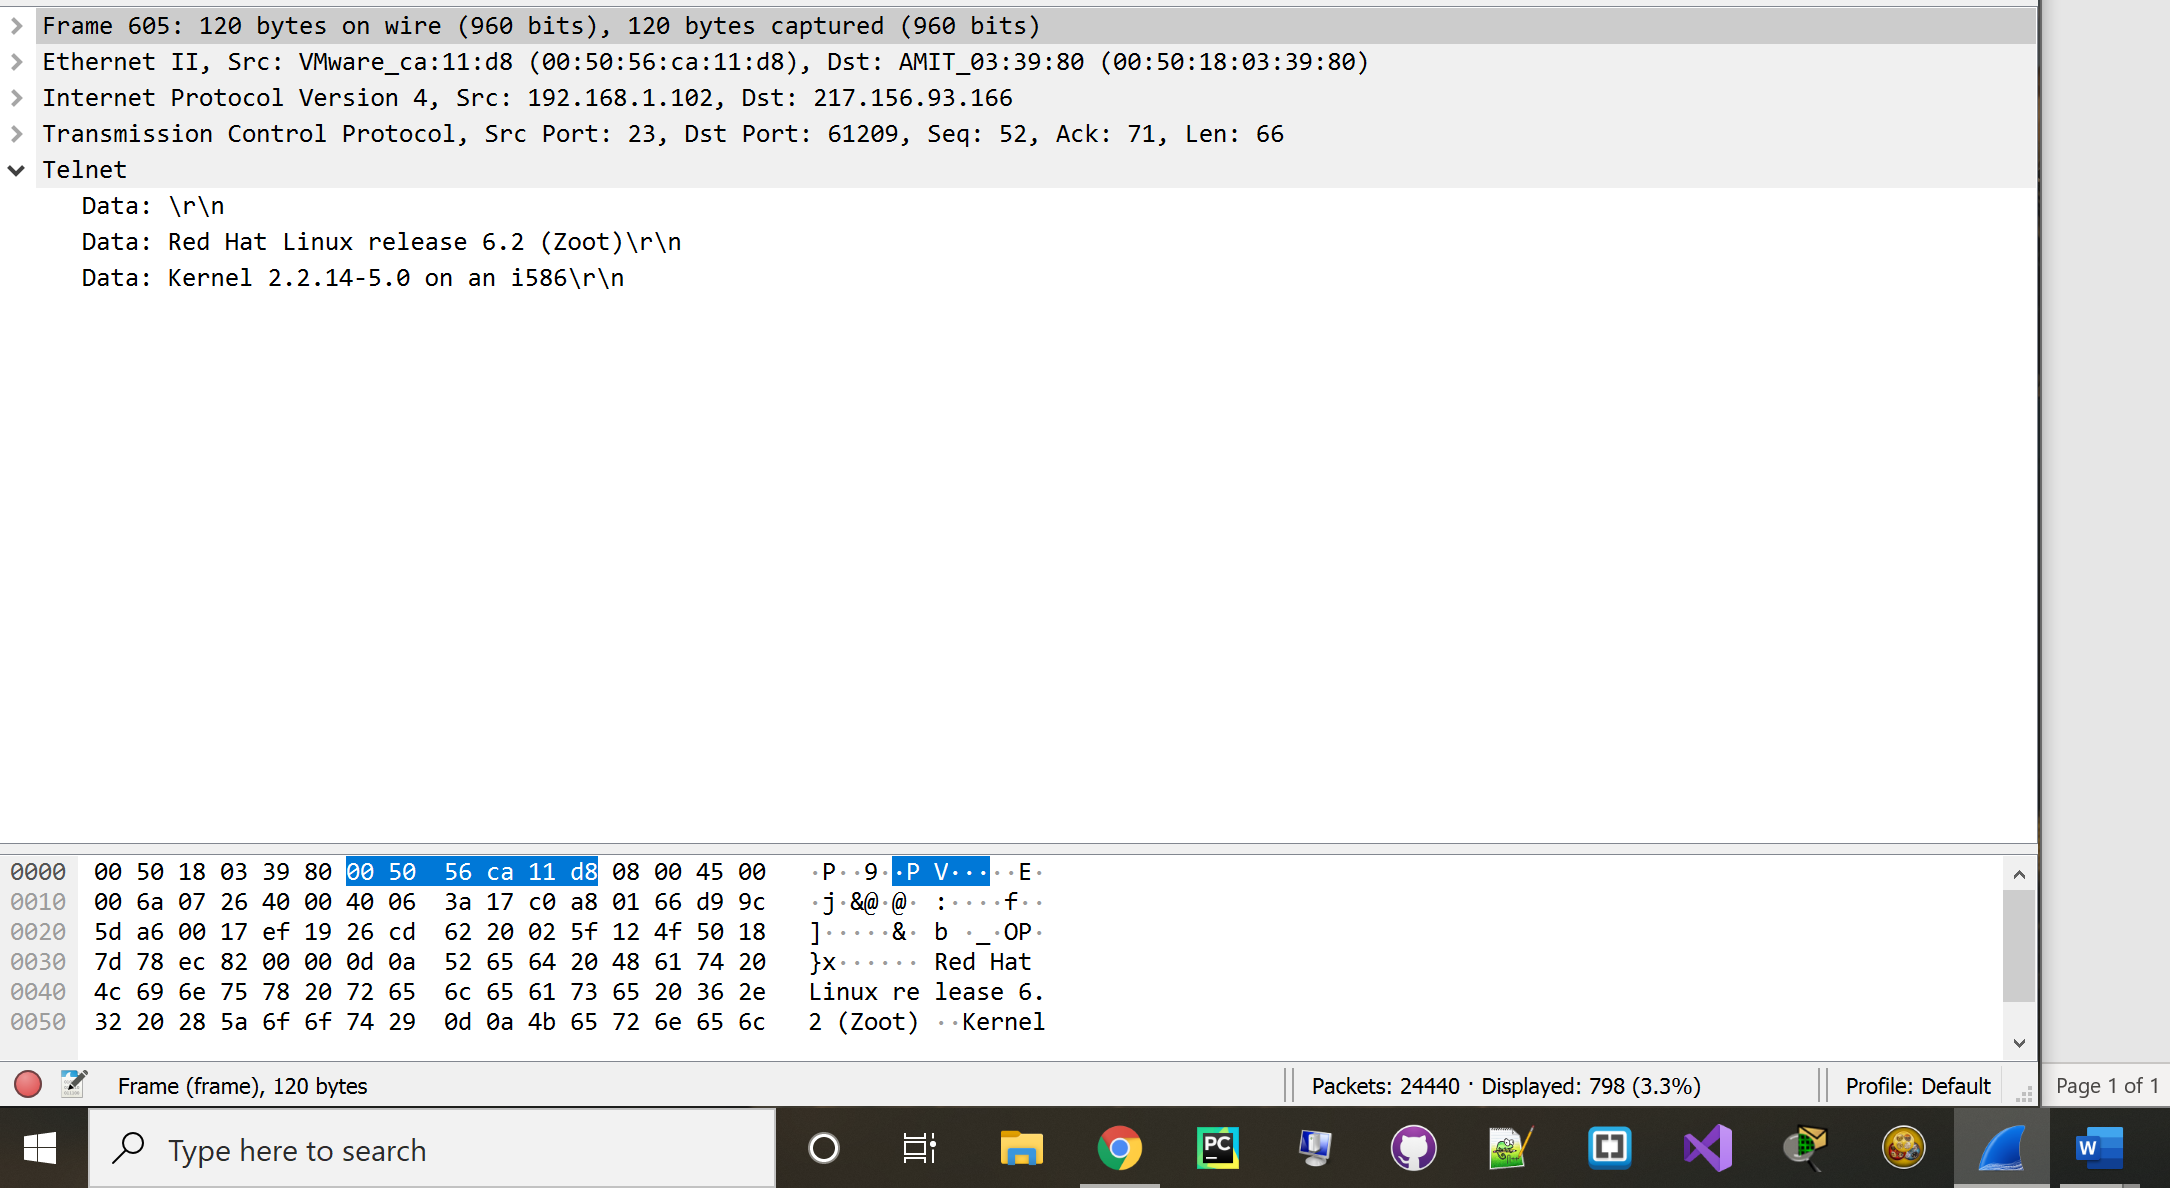 Frame 605: 120 bytes on wire (960 bits), 120 bytes captured (960 bits)
Ethernet II, Src: VMware_ca:11:d8 (00:50:56:ca:11:d8), Dst: AMIT_03:39:80 (00:50:18:03:39:80)
Internet Protocol Version 4, Src: 192.168.1.102, Dst: 217.156.93.166
Transmission Control Protocol, Src Port: 23, Dst Port: 61209, Seq: 52, Ack: 71, Len: 66
Telnet
Data: \r\n
Data: Red Hat Linux release 6.2 (Zoot)\r\n
Data: Kernel 2.2.14-5.0 on an i586\r\n
0000 00 50 18 03 39 80 00 50 56 ca 11 d8 08 00 45 00 ·P··9··P V·····E·
0010 00 6a 07 26 40 00 40 06 3a 17 c0 a8 01 66 d9 9c ·j·&@·@· :····f··
0020 5d a6 00 17 ef 19 26 cd 62 20 02 5f 12 4f 50 18 ]·····&· b ·_·OP·
0030 7d 78 ec 82 00 00 0d 0a 52 65 64 20 48 61 74 20 }x······ Red Hat
0040 4c 69 6e 75 78 20 72 65 6c 65 61 73 65 20 36 2e Linux re lease 6.
0050 32 20 28 5a 6f 6f 74 29 0d 0a 4b 65 72 6e 65 6c 2 (Zoot) ··Kernel
Frame (frame), 120 bytes
Packets: 24440 · Displayed: 798 (3.3%)
Profile: Default
Page 1 of 1
Type here to search
PC
W